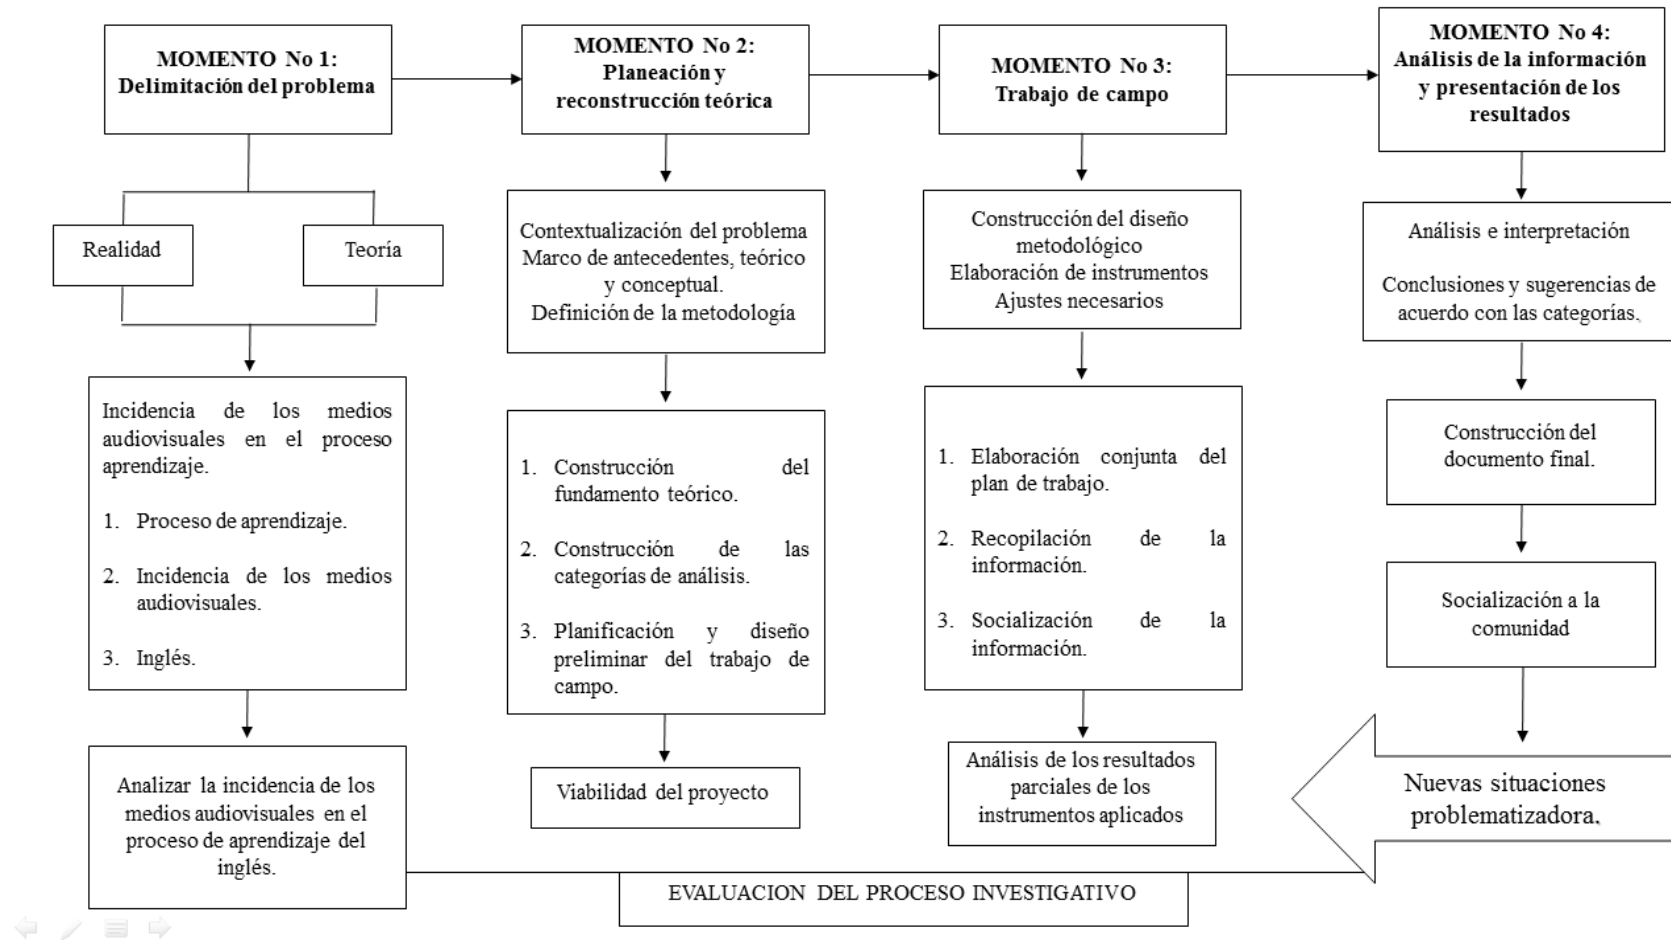 MOMENTO No 1:
Delimitación del problema
Realidad
Teoría
Incidencia de los medios
audiovisuales en el proceso
aprendizaje.
1. Proceso de aprendizaje.
2. Incidencia de los medios
audiovisuales.
3. Inglés.
Analizar la incidencia de los
medios audiovisuales en el
proceso de aprendizaje del
inglés.
MOMENTO No 2:
Planeación y
reconstrucción teórica
Contextualización del problema
Marco de antecedentes, teórico
y conceptual.
Definición de la metodología
1. Construcción del
fundamento teórico.
2. Construcción de las
categorías de análisis.
3. Planificación y diseño
preliminar del trabajo de
campo.
Viabilidad del proyecto
MOMENTO No 3:
Trabajo de campo
Construcción del diseño
metodológico
Elaboración de instrumentos
Ajustes necesarios
1. Elaboración conjunta del
plan de trabajo.
2. Recopilación de la
información.
3. Socialización de la
información.
Análisis de los resultados
parciales de los
instrumentos aplicados
MOMENTO No 4:
Análisis de la información
y presentación de los
resultados
Análisis e interpretación
Conclusiones y sugerencias de
acuerdo con las categorías.
Construcción del
documento final.
Socialización a la
comunidad
Nuevas situaciones
problematizadora.
EVALUACION DEL PROCESO INVESTIGATIVO